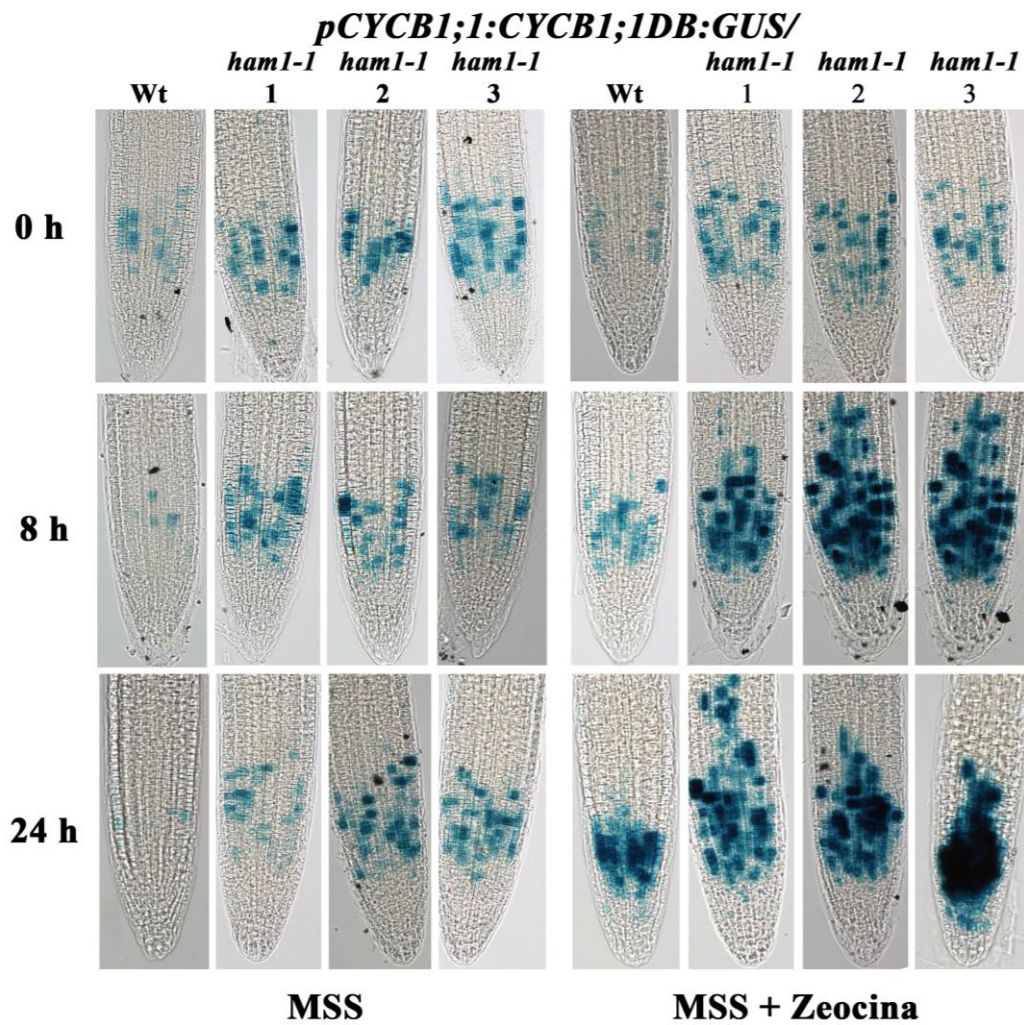 pCYCB1;1:CYCB1;1DB:GUS/
ham1-1 ham1-1 ham1-1 ham1-1 ham1-1 ham1-1
Wt 1 2 3 Wt 1 2 3
0 h
8 h
24 h
MSS MSS + Zeocina